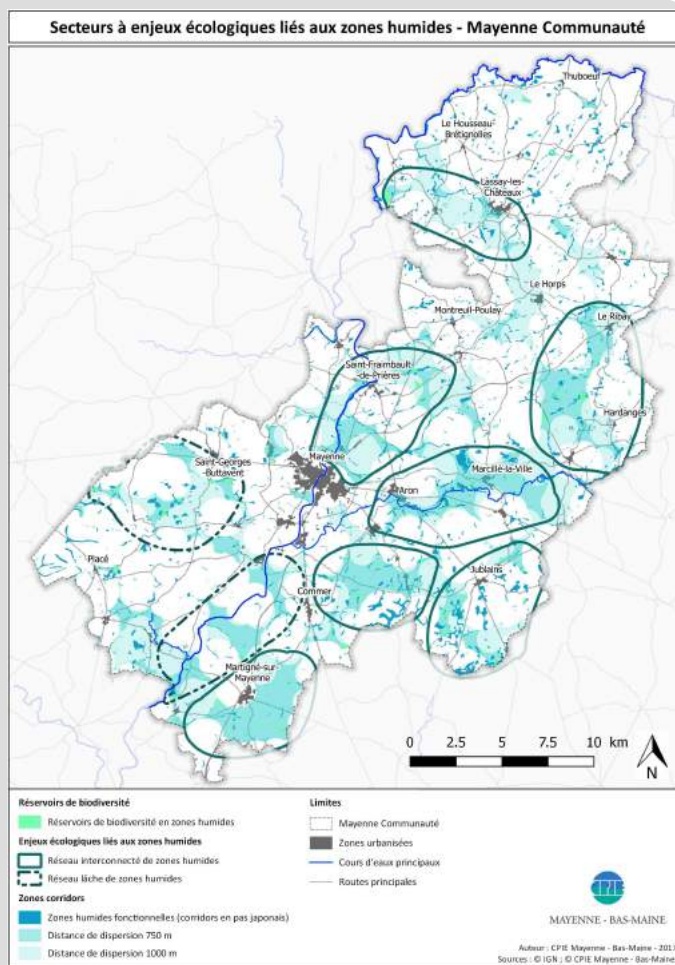 Secteurs à enjeux écologiques liés aux zones humides - Mayenne Communauté
Thuboeuf
Le Housseau-
Brétignolles
Lassay-les-
Châteaux
Le Horps
Montreuil-Poulay
Le Ribay
Saint-Fraimbault
-de-Prières
Hardanges
Mayenne
Saint-Georges-
Buttavent
Marcillé-la-Ville
Aron
Placé
Jublains
Commer
Martigné-sur-
Mayenne
0 2.5 5 7.5 10 km
N
Réservoirs de biodiversité
Réservoirs de biodiversité en zones humides
Enjeux écologiques liés aux zones humides
Réseau interconnecté de zones humides
Réseau lâche de zones humides
Zones corridors
Zones humides fonctionnelles (corridors en pas japonais)
Distance de dispersion 750 m
Distance de dispersion 1000 m
Limites
Mayenne Communauté
Zones urbanisées
Cours d'eaux principaux
Routes principales
CPIE
MAYENNE - BAS-MAINE
Auteur : CPIE Mayenne - Bas-Maine -
Sources : © IGN ; © CPIE Mayenne - Bas-Maine